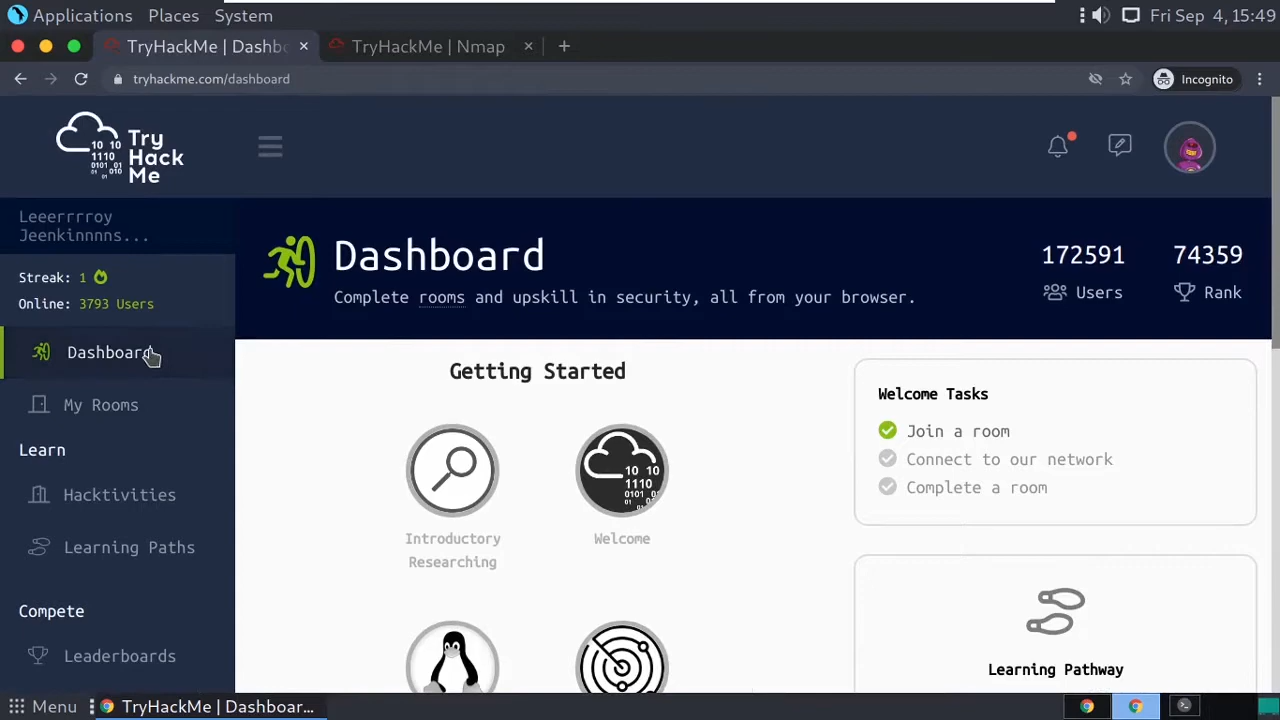 Applications Places System
Fri Sep 4, 15:49
TryHackMe | Dashb
TryHackMe | Nmap
tryhackme.com/dashboard
Incognito
Try
Hack
Me
Leeerrrroy
Jeenkinnnns...
Streak: 1
Online: 3793 Users
Dashboard
My Rooms
Learn
Hacktivities
Learning Paths
Compete
Leaderboards
Dashboard
Complete rooms and upskill in security, all from your browser.
172591
Users
74359
Rank
Getting Started
Introductory
Researching
Welcome
Welcome Tasks
Join a room
Connect to our network
Complete a room
Learning Pathway
Menu
TryHackMe | Dashboar...